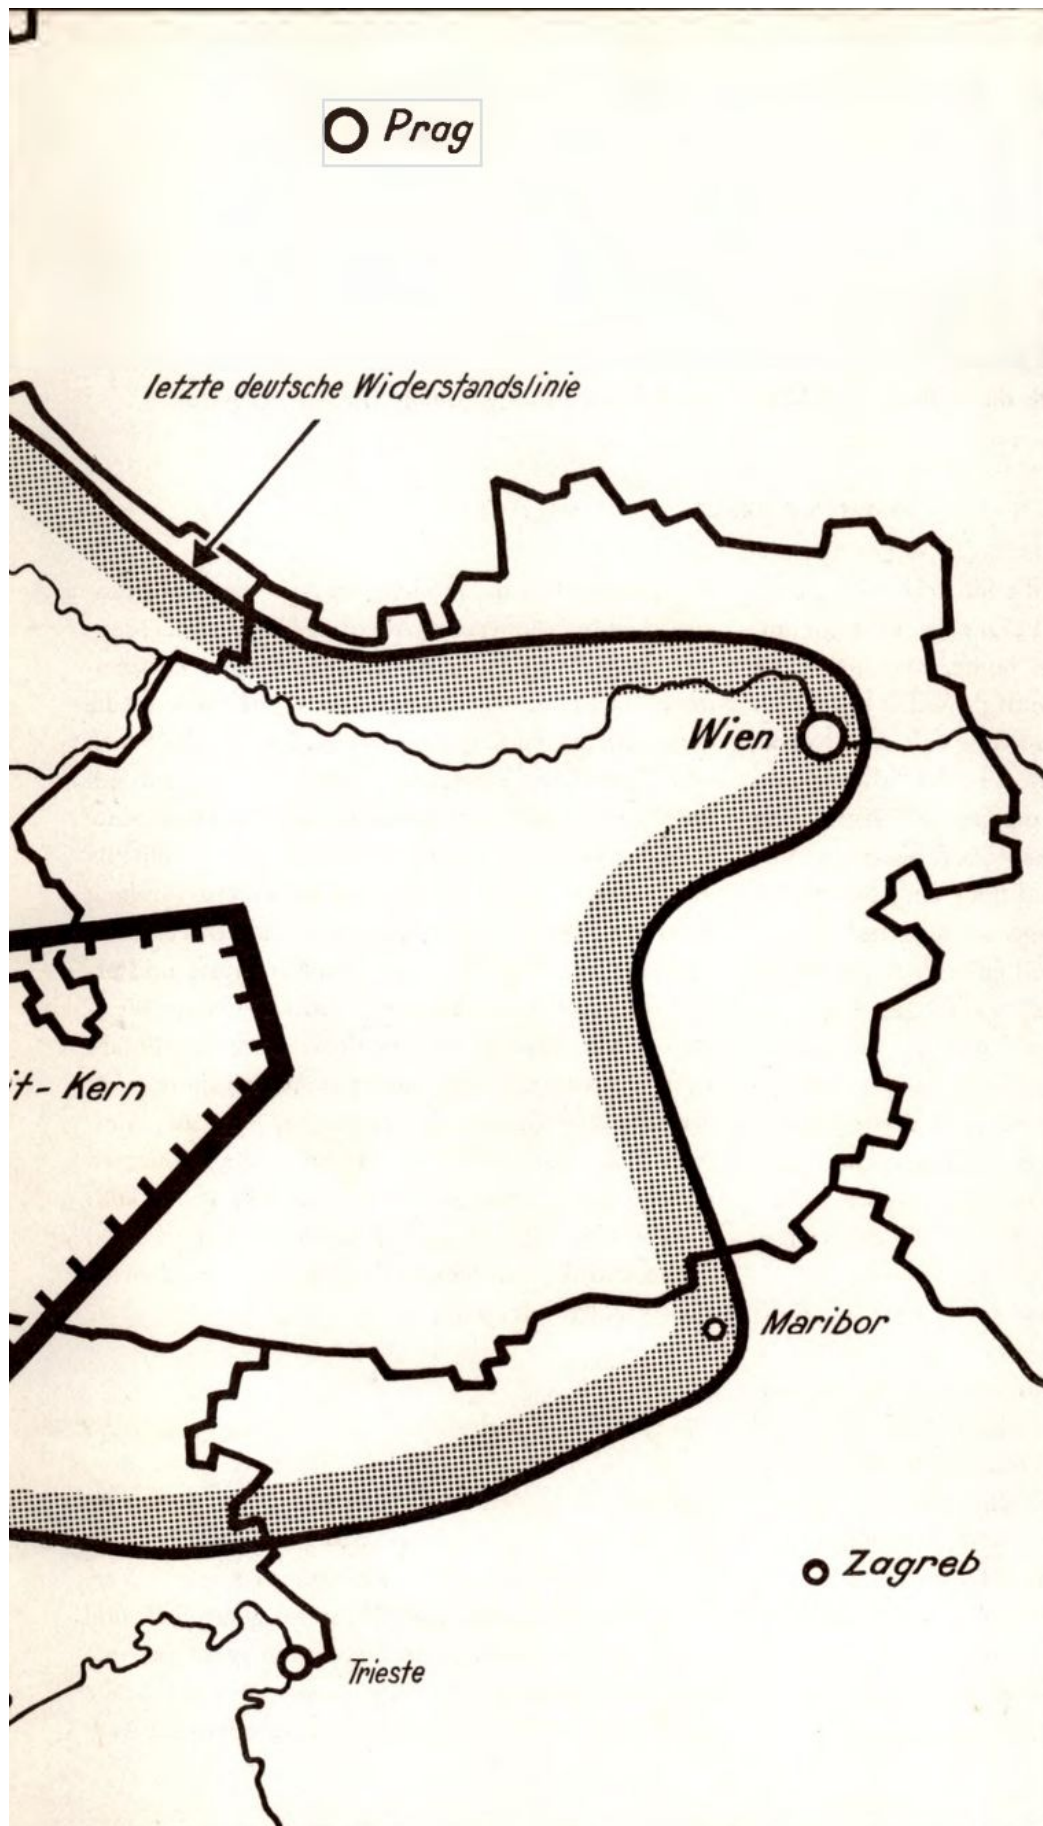 Prag
letzte deutsche Widerstandslinie
Wien
it-Kern
Maribor
Zagreb
Trieste